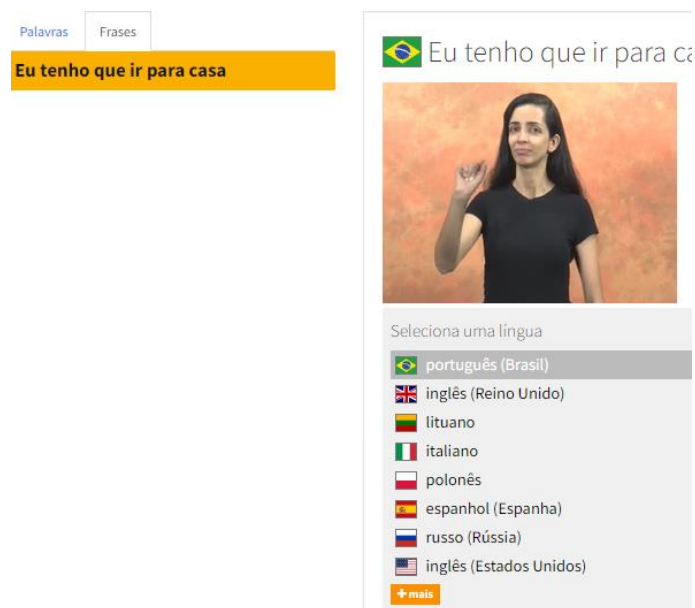 Palavras
Frases
Eu tenho que ir para casa
Eu tenho que ir para ca
Seleciona uma língua
português (Brasil)
inglês (Reino Unido)
lituano
italiano
polonês
espanhol (Espanha)
russo (Rússia)
inglês (Estados Unidos)
+ mais